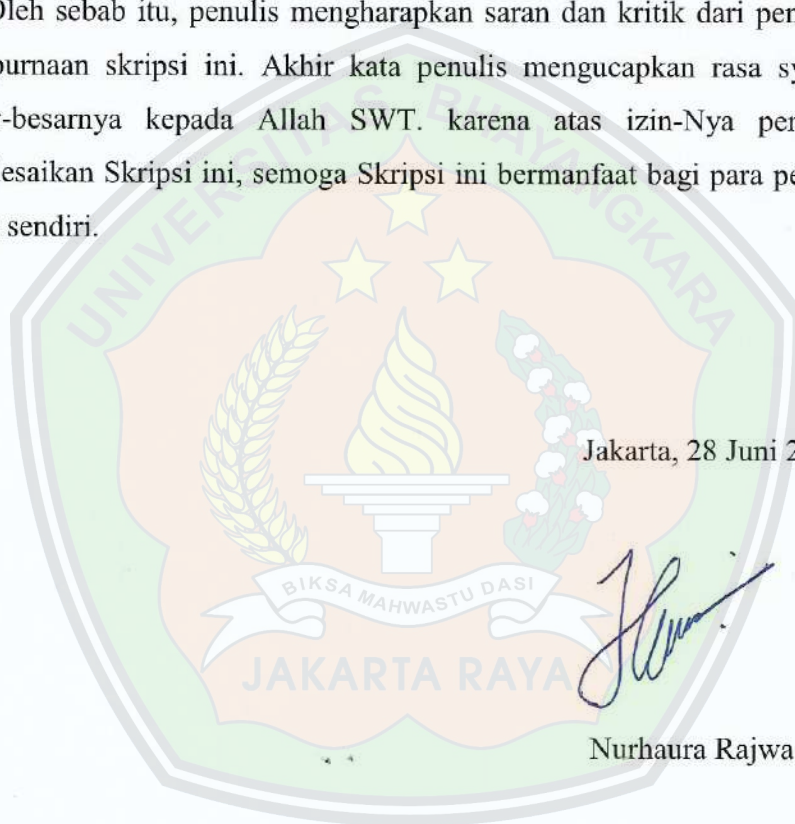 Oleh sebab itu, penulis mengharapkan saran dan kritik dari pem
purnaan skripsi ini. Akhir kata penulis mengucapkan rasa sy
-besarnya kepada Allah SWT. karena atas izin-Nya per
esaikan Skripsi ini, semoga Skripsi ini bermanfaat bagi para pe
sendiri.
UNIVERSITAS BHAYANGKARA
Jakarta, 28 Juni 2
BIKSA MAHWASTU DASI
JAKARTA RAYA
Nurhaura Rajwa